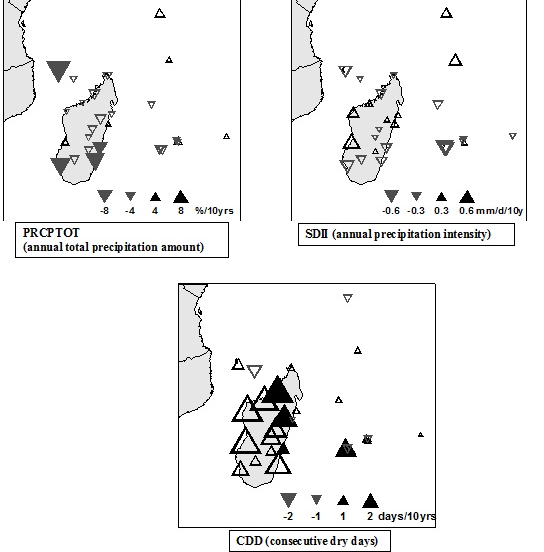 -8 -4 4 8 %/10yrs
PRCPTOT
(annual total precipitation amount)
-0.6 -0.3 0.3 0.6 mm/d/10y
SDII (annual precipitation intensity)
-2 -1 1 2 days/10yrs
CDD (consecutive dry days)